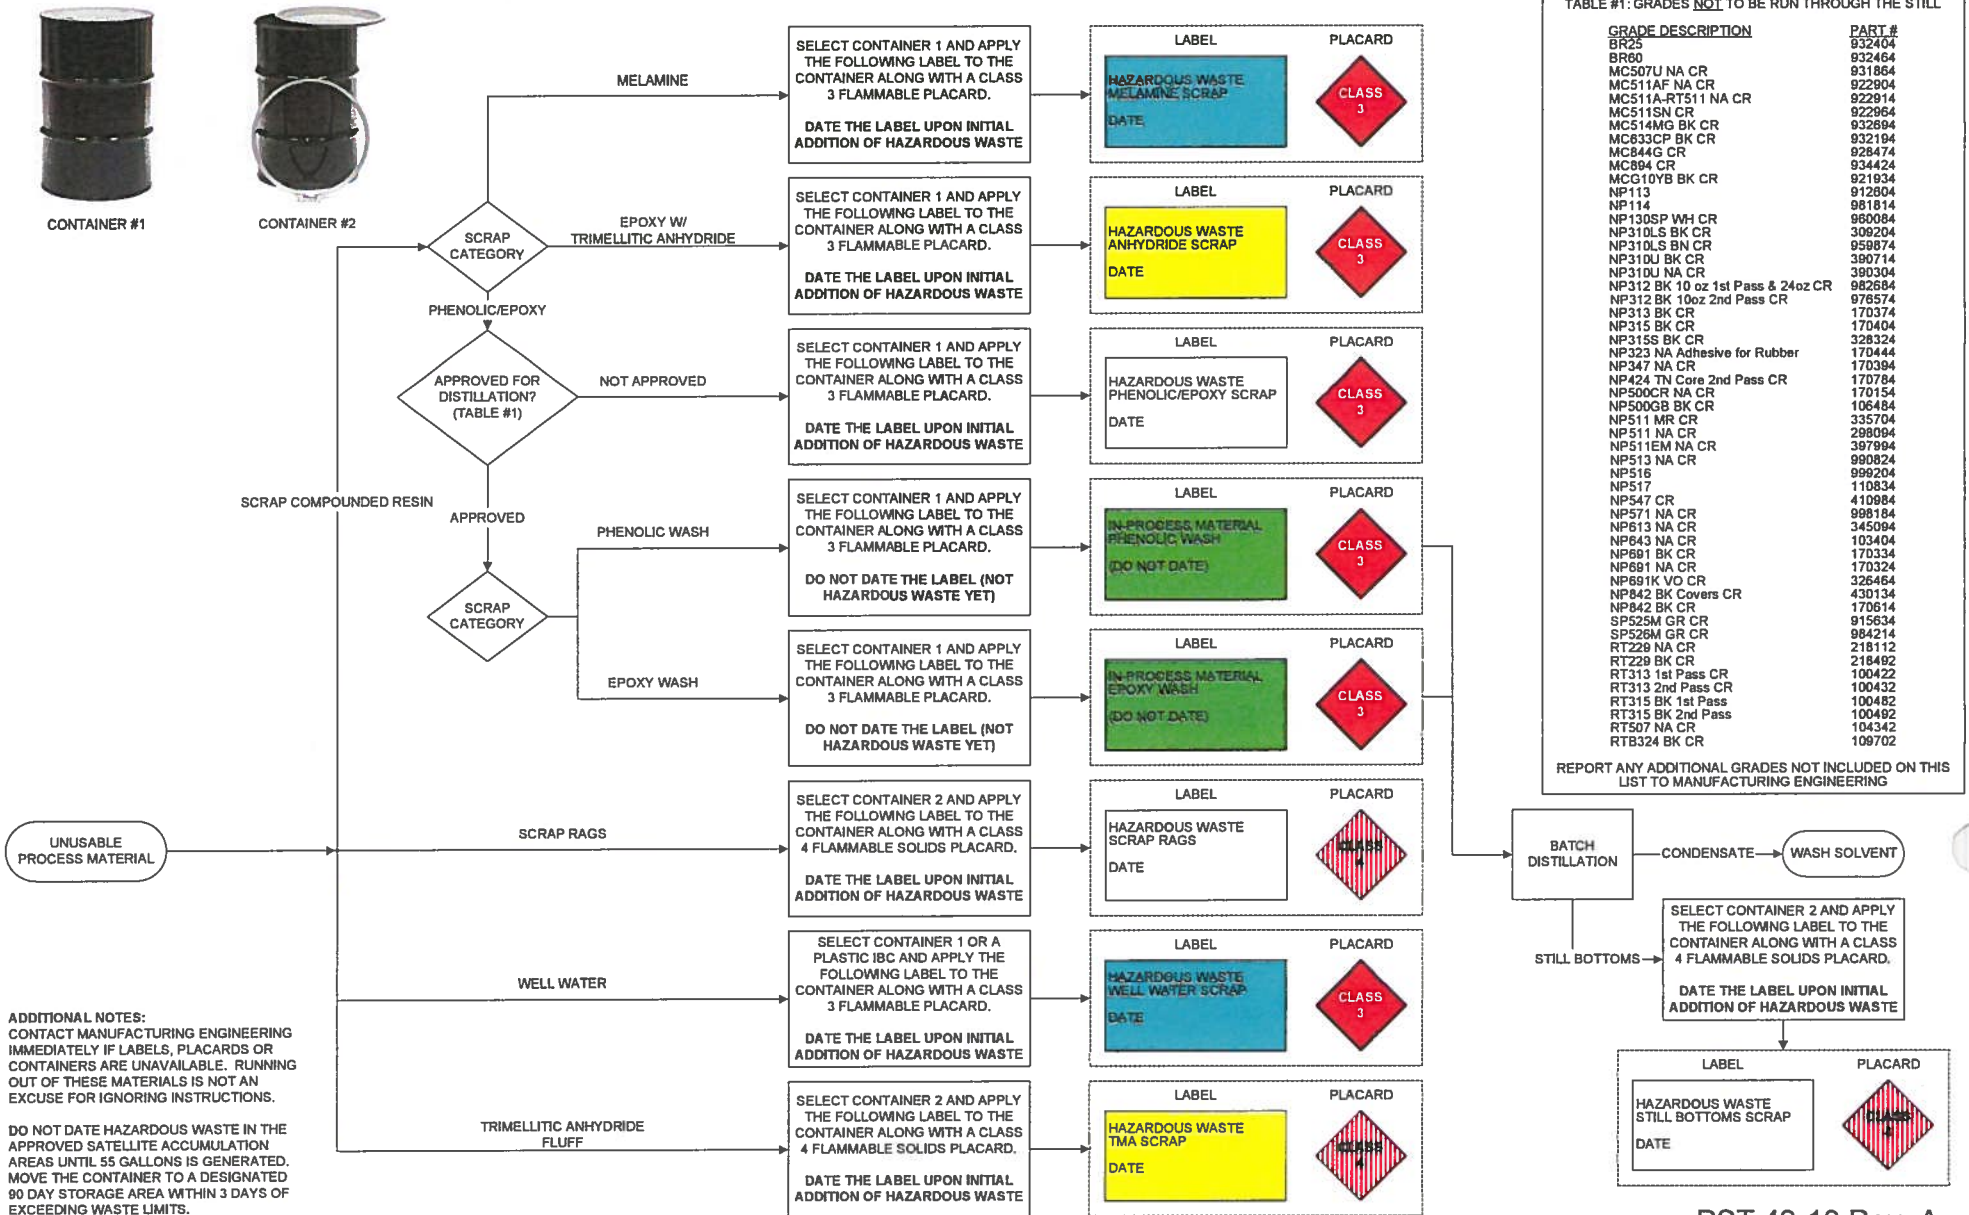 CONTAINER #1
CONTAINER #2
UNUSABLE
PROCESS MATERIAL
SCRAP COMPOUNDED RESIN
SCRAP
CATEGORY
MELAMINE
SELECT CONTAINER 1 AND APPLY
THE FOLLOWING LABEL TO THE
CONTAINER ALONG WITH A CLASS
3 FLAMMABLE PLACARD.
DATE THE LABEL UPON INITIAL
ADDITION OF HAZARDOUS WASTE
LABEL
PLACARD
HAZARDOUS WASTE
MELAMINE SCRAP
DATE
CLASS
3
EPOXY W/
TRIMELLITIC ANHYDRIDE
SELECT CONTAINER 1 AND APPLY
THE FOLLOWING LABEL TO THE
CONTAINER ALONG WITH A CLASS
3 FLAMMABLE PLACARD.
DATE THE LABEL UPON INITIAL
ADDITION OF HAZARDOUS WASTE
LABEL
PLACARD
HAZARDOUS WASTE
ANHYDRIDE SCRAP
DATE
CLASS
3
PHENOLIC/EPOXY
APPROVED FOR
DISTILLATION?
(TABLE #1)
NOT APPROVED
SELECT CONTAINER 1 AND APPLY
THE FOLLOWING LABEL TO THE
CONTAINER ALONG WITH A CLASS
3 FLAMMABLE PLACARD.
DATE THE LABEL UPON INITIAL
ADDITION OF HAZARDOUS WASTE
LABEL
PLACARD
HAZARDOUS WASTE
PHENOLIC/EPOXY SCRAP
DATE
CLASS
3
APPROVED
SCRAP
CATEGORY
PHENOLIC WASH
SELECT CONTAINER 1 AND APPLY
THE FOLLOWING LABEL TO THE
CONTAINER ALONG WITH A CLASS
3 FLAMMABLE PLACARD.
DO NOT DATE THE LABEL (NOT
HAZARDOUS WASTE YET)
LABEL
PLACARD
IN-PROCESS MATERIAL
PHENOLIC WASH
(DO NOT DATE)
CLASS
3
EPOXY WASH
SELECT CONTAINER 1 AND APPLY
THE FOLLOWING LABEL TO THE
CONTAINER ALONG WITH A CLASS
3 FLAMMABLE PLACARD.
DO NOT DATE THE LABEL (NOT
HAZARDOUS WASTE YET)
LABEL
PLACARD
IN-PROCESS MATERIAL
EPOXY WASH
(DO NOT DATE)
CLASS
3
SCRAP RAGS
SELECT CONTAINER 2 AND APPLY
THE FOLLOWING LABEL TO THE
CONTAINER ALONG WITH A CLASS
4 FLAMMABLE SOLIDS PLACARD.
DATE THE LABEL UPON INITIAL
ADDITION OF HAZARDOUS WASTE
LABEL
PLACARD
HAZARDOUS WASTE
SCRAP RAGS
DATE
CLASS
4
WELL WATER
SELECT CONTAINER 1 OR A
PLASTIC IBC AND APPLY THE
FOLLOWING LABEL TO THE
CONTAINER ALONG WITH A CLASS
3 FLAMMABLE PLACARD.
DATE THE LABEL UPON INITIAL
ADDITION OF HAZARDOUS WASTE
LABEL
PLACARD
HAZARDOUS WASTE
WELL WATER SCRAP
DATE
CLASS
3
TRIMELLITIC ANHYDRIDE
FLUFF
SELECT CONTAINER 2 AND APPLY
THE FOLLOWING LABEL TO THE
CONTAINER ALONG WITH A CLASS
4 FLAMMABLE SOLIDS PLACARD.
DATE THE LABEL UPON INITIAL
ADDITION OF HAZARDOUS WASTE
LABEL
PLACARD
HAZARDOUS WASTE
TMA SCRAP
DATE
CLASS
4
ADDITIONAL NOTES:
CONTACT MANUFACTURING ENGINEERING
IMMEDIATELY IF LABELS, PLACARDS OR
CONTAINERS ARE UNAVAILABLE. RUNNING
OUT OF THESE MATERIALS IS NOT AN
EXCUSE FOR IGNORING INSTRUCTIONS.
DO NOT DATE HAZARDOUS WASTE IN THE
APPROVED SATELLITE ACCUMULATION
AREAS UNTIL 55 GALLONS IS GENERATED.
MOVE THE CONTAINER TO A DESIGNATED
90 DAY STORAGE AREA WITHIN 3 DAYS OF
EXCEEDING WASTE LIMITS.
TABLE #1: GRADES NOT TO BE RUN THROUGH THE STILL
GRADE DESCRIPTION PART #
BR25 932404
BR60 932464
MC507U NA CR 931864
MC511AF NA CR 922904
MC511A-RT511 NA CR 922914
MC511SN CR 922964
MC514MG BK CR 932694
MC633CP BK CR 932194
MC844G CR 928474
MC894 CR 934424
MCG10YB BK CR 921934
NP113 912604
NP114 981814
NP130SP WH CR 960084
NP310LS BK CR 309204
NP310LS BN CR 959874
NP310U BK CR 390714
NP310U NA CR 390304
NP312 BK 10 oz 1st Pass & 24oz CR 982684
NP312 BK 10oz 2nd Pass CR 976574
NP313 BK CR 170374
NP315 BK CR 170404
NP315S BK CR 328324
NP323 NA Adhesive for Rubber 170444
NP347 NA CR 170394
NP424 TN Core 2nd Pass CR 170784
NP500CR NA CR 170154
NP500GB BK CR 106484
NP511 MR CR 335704
NP511 NA CR 298094
NP511EM NA CR 397994
NP513 NA CR 990824
NP516 999204
NP517 110834
NP547 CR 410984
NP571 NA CR 998184
NP613 NA CR 345094
NP643 NA CR 103404
NP691 BK CR 170334
NP691 NA CR 170324
NP691K VO CR 326464
NP842 BK Covers CR 430134
NP842 BK CR 170614
SP525M GR CR 915634
SP526M GR CR 984214
RT229 NA CR 218112
RT229 BK CR 218492
RT313 1st Pass CR 100422
RT313 2nd Pass CR 100432
RT315 BK 1st Pass 100482
RT315 BK 2nd Pass 100492
RT507 NA CR 104342
RTB324 BK CR 109702
REPORT ANY ADDITIONAL GRADES NOT INCLUDED ON THIS
LIST TO MANUFACTURING ENGINEERING
BATCH
DISTILLATION
CONDENSATE
WASH SOLVENT
STILL BOTTOMS
SELECT CONTAINER 2 AND APPLY
THE FOLLOWING LABEL TO THE
CONTAINER ALONG WITH A CLASS
4 FLAMMABLE SOLIDS PLACARD.
DATE THE LABEL UPON INITIAL
ADDITION OF HAZARDOUS WASTE
LABEL
PLACARD
HAZARDOUS WASTE
STILL BOTTOMS SCRAP
DATE
CLASS
4